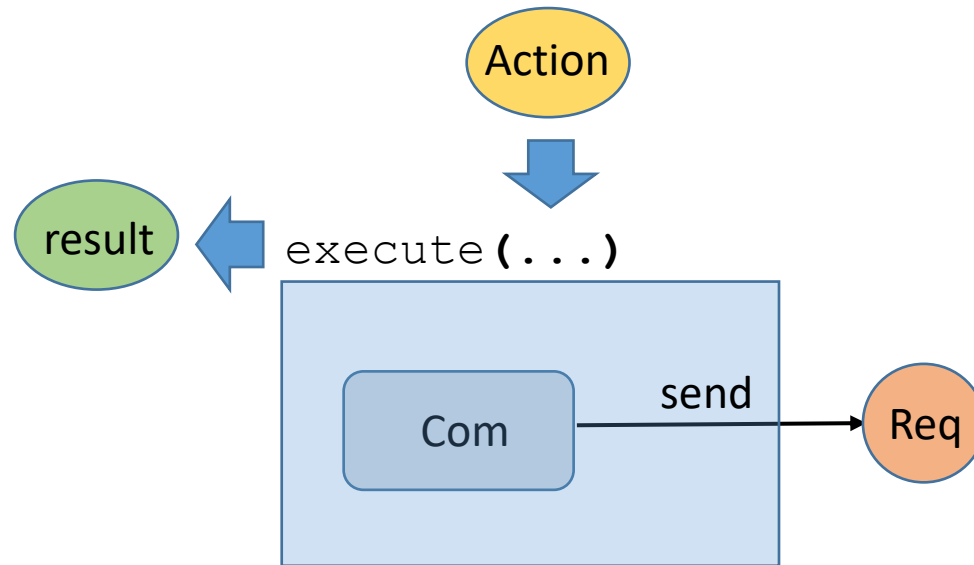 Action
result
execute(...)
send
Com
Req